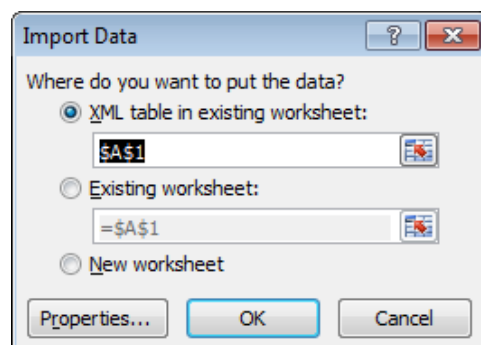 Import Data
Where do you want to put the data?
XML table in existing worksheet:
$A$1
Existing worksheet:
=$A$1
New worksheet
Properties... OK Cancel